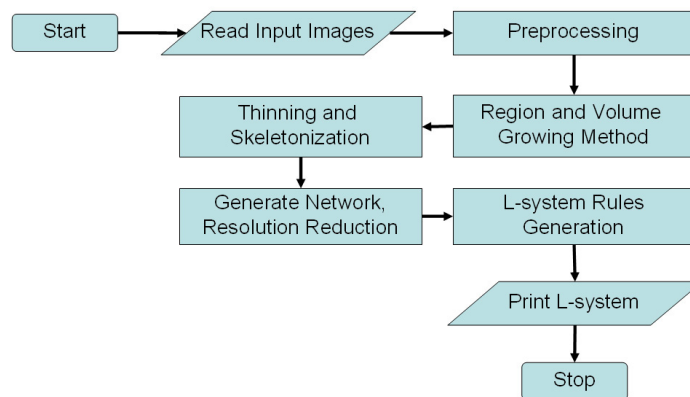 Start
Read Input Images
Preprocessing
Region and Volume
Growing Method
Thinning and
Skeletonization
Generate Network,
Resolution Reduction
L-system Rules
Generation
Print L-system
Stop